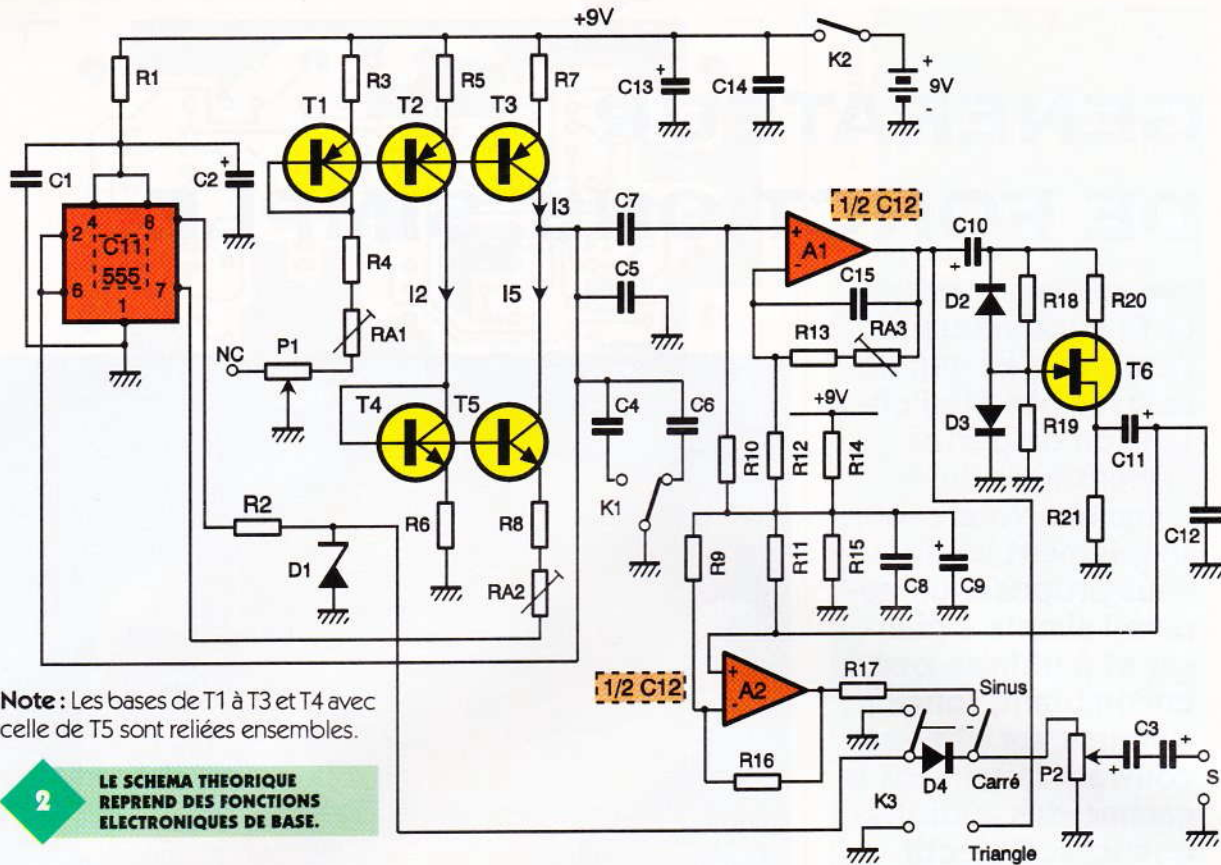 +9V
R1
R3
R5
R7
C13
+
C14
K2
+
9V
-
T1
T2
T3
C1
C2
+
4
8
2
C11
555
6
7
1
I3
C7
1/2 C12
A1
+
-
C10
+
R4
I2
I5
C5
C15
D2
R18
R20
RA1
R13
RA3
NC
P1
T6
+9V
T4
T5
C4
C6
D3
R19
C11
+
R10
R12
R14
R2
R6
R8
K1
R21
C12
D1
RA2
R9
R11
R15
C8
C9
+
1/2 C12
A2
+
-
R17
Sinus
Note : Les bases de T1 à T3 et T4 avec
celle de T5 sont reliées ensembles.
R16
D4
Carré
P2
C3
+
+
S
K3
Triangle
2
LE SCHEMA THEORIQUE
REPREND DES FONCTIONS
ELECTRONIQUES DE BASE.